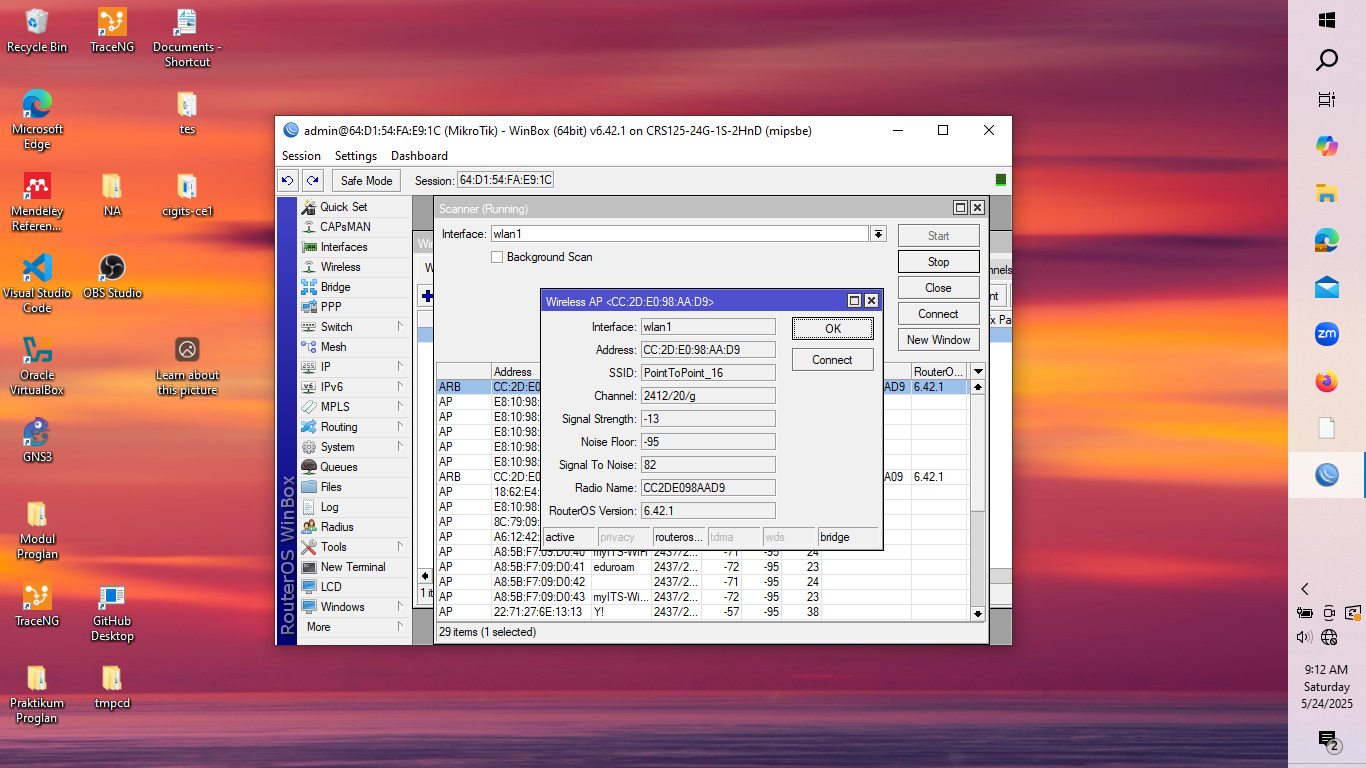 Recycle Bin
TraceNG
Documents -
Shortcut
Microsoft
Edge
tes
Mendeley
Referen...
NA
cigits-ce1
Visual Studio
Code
OBS Studio
Oracle
VirtualBox
Learn about
this picture
GNS3
Modul
Proglan
TraceNG
GitHub
Desktop
Praktikum
Proglan
tmpcd
admin@64:D1:54:FA:E9:1C (MikroTik) - WinBox (64bit) v6.42.1 on CRS125-24G-1S-2HnD (mipsbe)
Session Settings Dashboard
Safe Mode Session: 64:D1:54:FA:E9:1C
RouterOS WinBox
Quick Set
CAPsMAN
Interfaces
Wireless
Bridge
PPP
Switch
Mesh
IP
IPv6
MPLS
Routing
System
Queues
Files
Log
Radius
Tools
New Terminal
LCD
Windows
More
Scanner (Running)
Interface: wlan1
Background Scan
Start
Stop
Close
Connect
New Window
Address RouterO...
ARB CC:2D:E0 AD9 6.42.1
AP E8:10:98:
AP E8:10:98:
AP E8:10:98:
AP E8:10:98:
AP E8:10:98:
ARB CC:2D:E0 A09 6.42.1
AP 18:62:E4:
AP E8:10:98:
AP 8C:79:09:
AP A6:12:42:
AP A8:5B:F7:09:D0:40 myITS-WiFi 2437/2... -71 -95 24
AP A8:5B:F7:09:D0:41 eduroam 2437/2... -72 -95 23
AP A8:5B:F7:09:D0:42 2437/2... -71 -95 24
AP A8:5B:F7:09:D0:43 myITS-Wi... 2437/2... -72 -95 23
AP 22:71:27:6E:13:13 Y! 2437/2... -57 -95 38
29 items (1 selected)
Wireless AP <CC:2D:E0:98:AA:D9>
Interface: wlan1
Address: CC:2D:E0:98:AA:D9
SSID: PointToPoint_16
Channel: 2412/20/g
Signal Strength: -13
Noise Floor: -95
Signal To Noise: 82
Radio Name: CC2DE098AAD9
RouterOS Version: 6.42.1
OK
Connect
active privacy routeros... tdma wds bridge
zm
9:12 AM
Saturday
5/24/2025
2